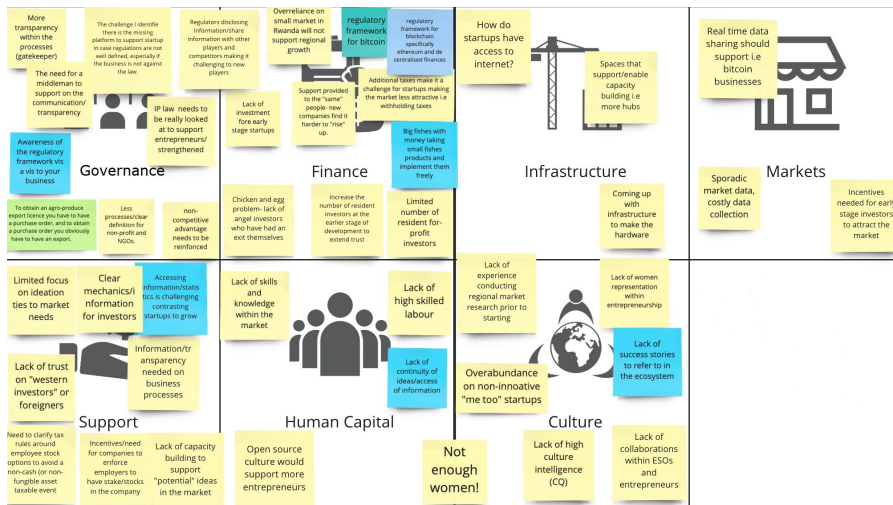 More
transparency
within the
processes
(gatekeeper)
The challenge I identifie
there is the missing
platform to support startup
in case regulations are not
well defined, especially if
the business is not against
the law.
Regulators disclosing
information/share
information with other
players and
competitors making it
challenging to new
players
The need for a
middleman to
support on the
communication/
transparency
IP law needs to
be really looked
at to support
entrepreneurs/
strengthened
Awareness of
the regulatory
framework vis
a vis to your
business
Governance
To obtain an agro-produce
export licence you have to have
a purchase order, and to obtain
a purchase order you obviously
have to have an export.
Less
processes/clear
definition for
non-profit and
NGOs.
non-
competitive
advantage
needs to be
reinforced
Overreliance on
small market in
Rwanda will not
support regional
growth
regulatory
framework
for bitcoin
regulatory
framework for
blockchain
specifically
ethereum and de
centralised finances
Lack of
investment
fore early
stage startups
Support provided
to the "same"
people- new
companies find it
harder to "rise"
up.
Additional taxes make it a
challenge for startups making
the market less attractive i.e
withholding taxes
Big fishes with
money taking
small fishes
products and
implement them
freely
Finance
Chicken and egg
problem- lack of
angel investors
who have had an
exit themselves
Increase the
number of resident
investors at the
earlier stage of
development to
extend trust
Limited
number of
resident for-
profit
investors
How do
startups have
access to
internet?
Spaces that
support/enable
capacity
building i.e
more hubs
Infrastructure
Coming up
with
infrastructure
to make the
hardware
Real time data
sharing should
support i.e
bitcoin
businesses
Markets
Sporadic
market data,
costly data
collection
Incentives
needed for early
stage investors
to attract the
market
Limited focus
on ideation
ties to market
needs
Clear
mechanics/i
nformation
for investors
Accessing
information/statis
tics is challenging
contrasting
startups to grow
Lack of trust
on "western
investors" or
foreigners
Information/tr
ansparency
needed on
business
processes
Support
Need to clarify tax
rules around
employee stock
options to avoid a
non-cash (or non-
fungible asset
taxable event
Incentives/need
for companies to
enforce
employers to
have stake/stocks
in the company
Lack of capacity
building to
support
"potential" ideas
in the market
Lack of skills
and
knowledge
within the
market
Lack of
high skilled
labour
Lack of
continuity of
ideas/access
of information
Human Capital
Open source
culture would
support more
entrepreneurs
Not
enough
women!
Lack of
experience
conducting
regional market
research prior to
starting
Lack of women
representation
within
entrepreneurship
Overabundance
on non-innoative
"me too" startups
Lack of
success stories
to refer to in
the ecosystem
Culture
Lack of high
culture
intelligence
(CQ)
Lack of
collaborations
within ESOs
and
entrepreneurs